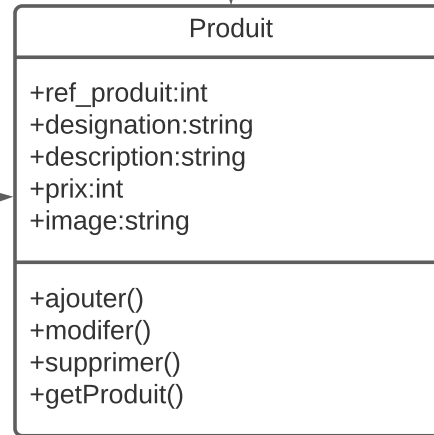 Produit
+ref_produit:int
+designation:string
+description:string
+prix:int
+image:string
+ajouter()
+modifer()
+supprimer()
+getProduit()